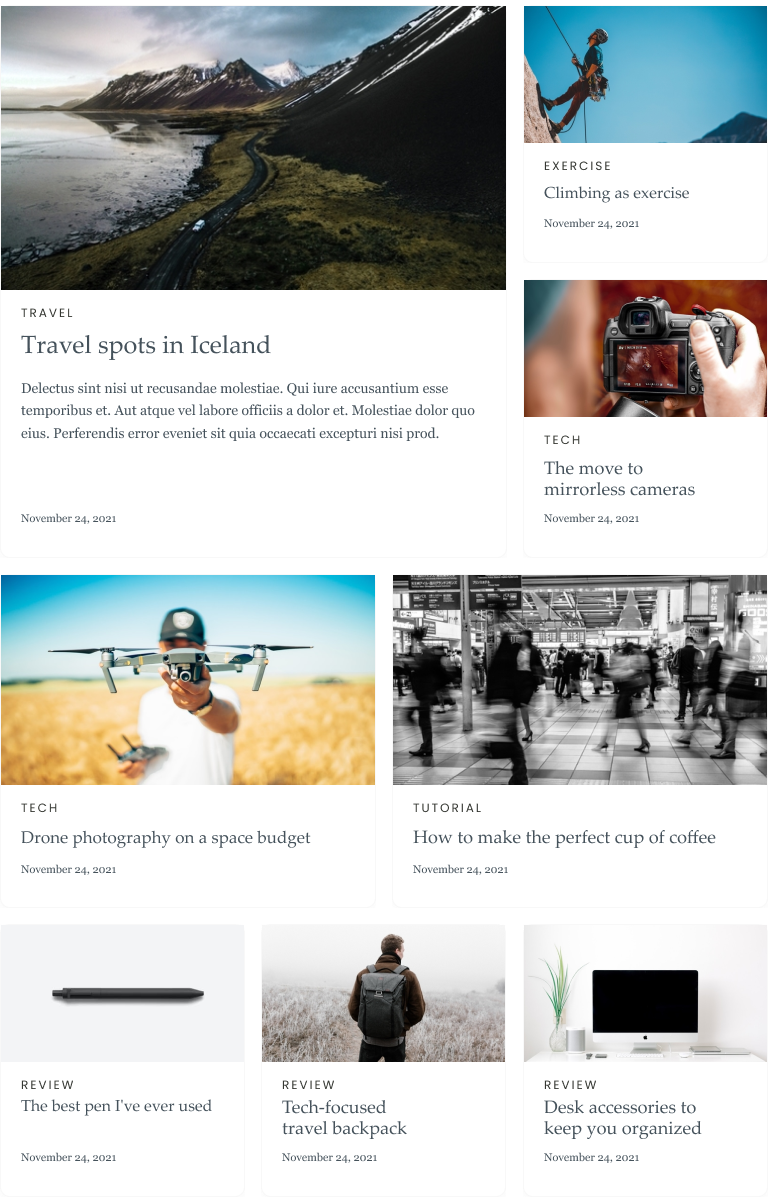 TRAVEL
Travel spots in Iceland
Delectus sint nisi ut recusandae molestiae. Qui iure accusantium esse
temporibus et. Aut atque vel labore officiis a dolor et. Molestiae dolor quo
eius. Perferendis error eveniet sit quia occaecati excepturi nisi prod.
November 24, 2021
EXERCISE
Climbing as exercise
November 24, 2021
TECH
The move to
mirrorless cameras
November 24, 2021
TECH
Drone photography on a space budget
November 24, 2021
TUTORIAL
How to make the perfect cup of coffee
November 24, 2021
REVIEW
The best pen I've ever used
November 24, 2021
REVIEW
Tech-focused
travel backpack
November 24, 2021
REVIEW
Desk accessories to
keep you organized
November 24, 2021